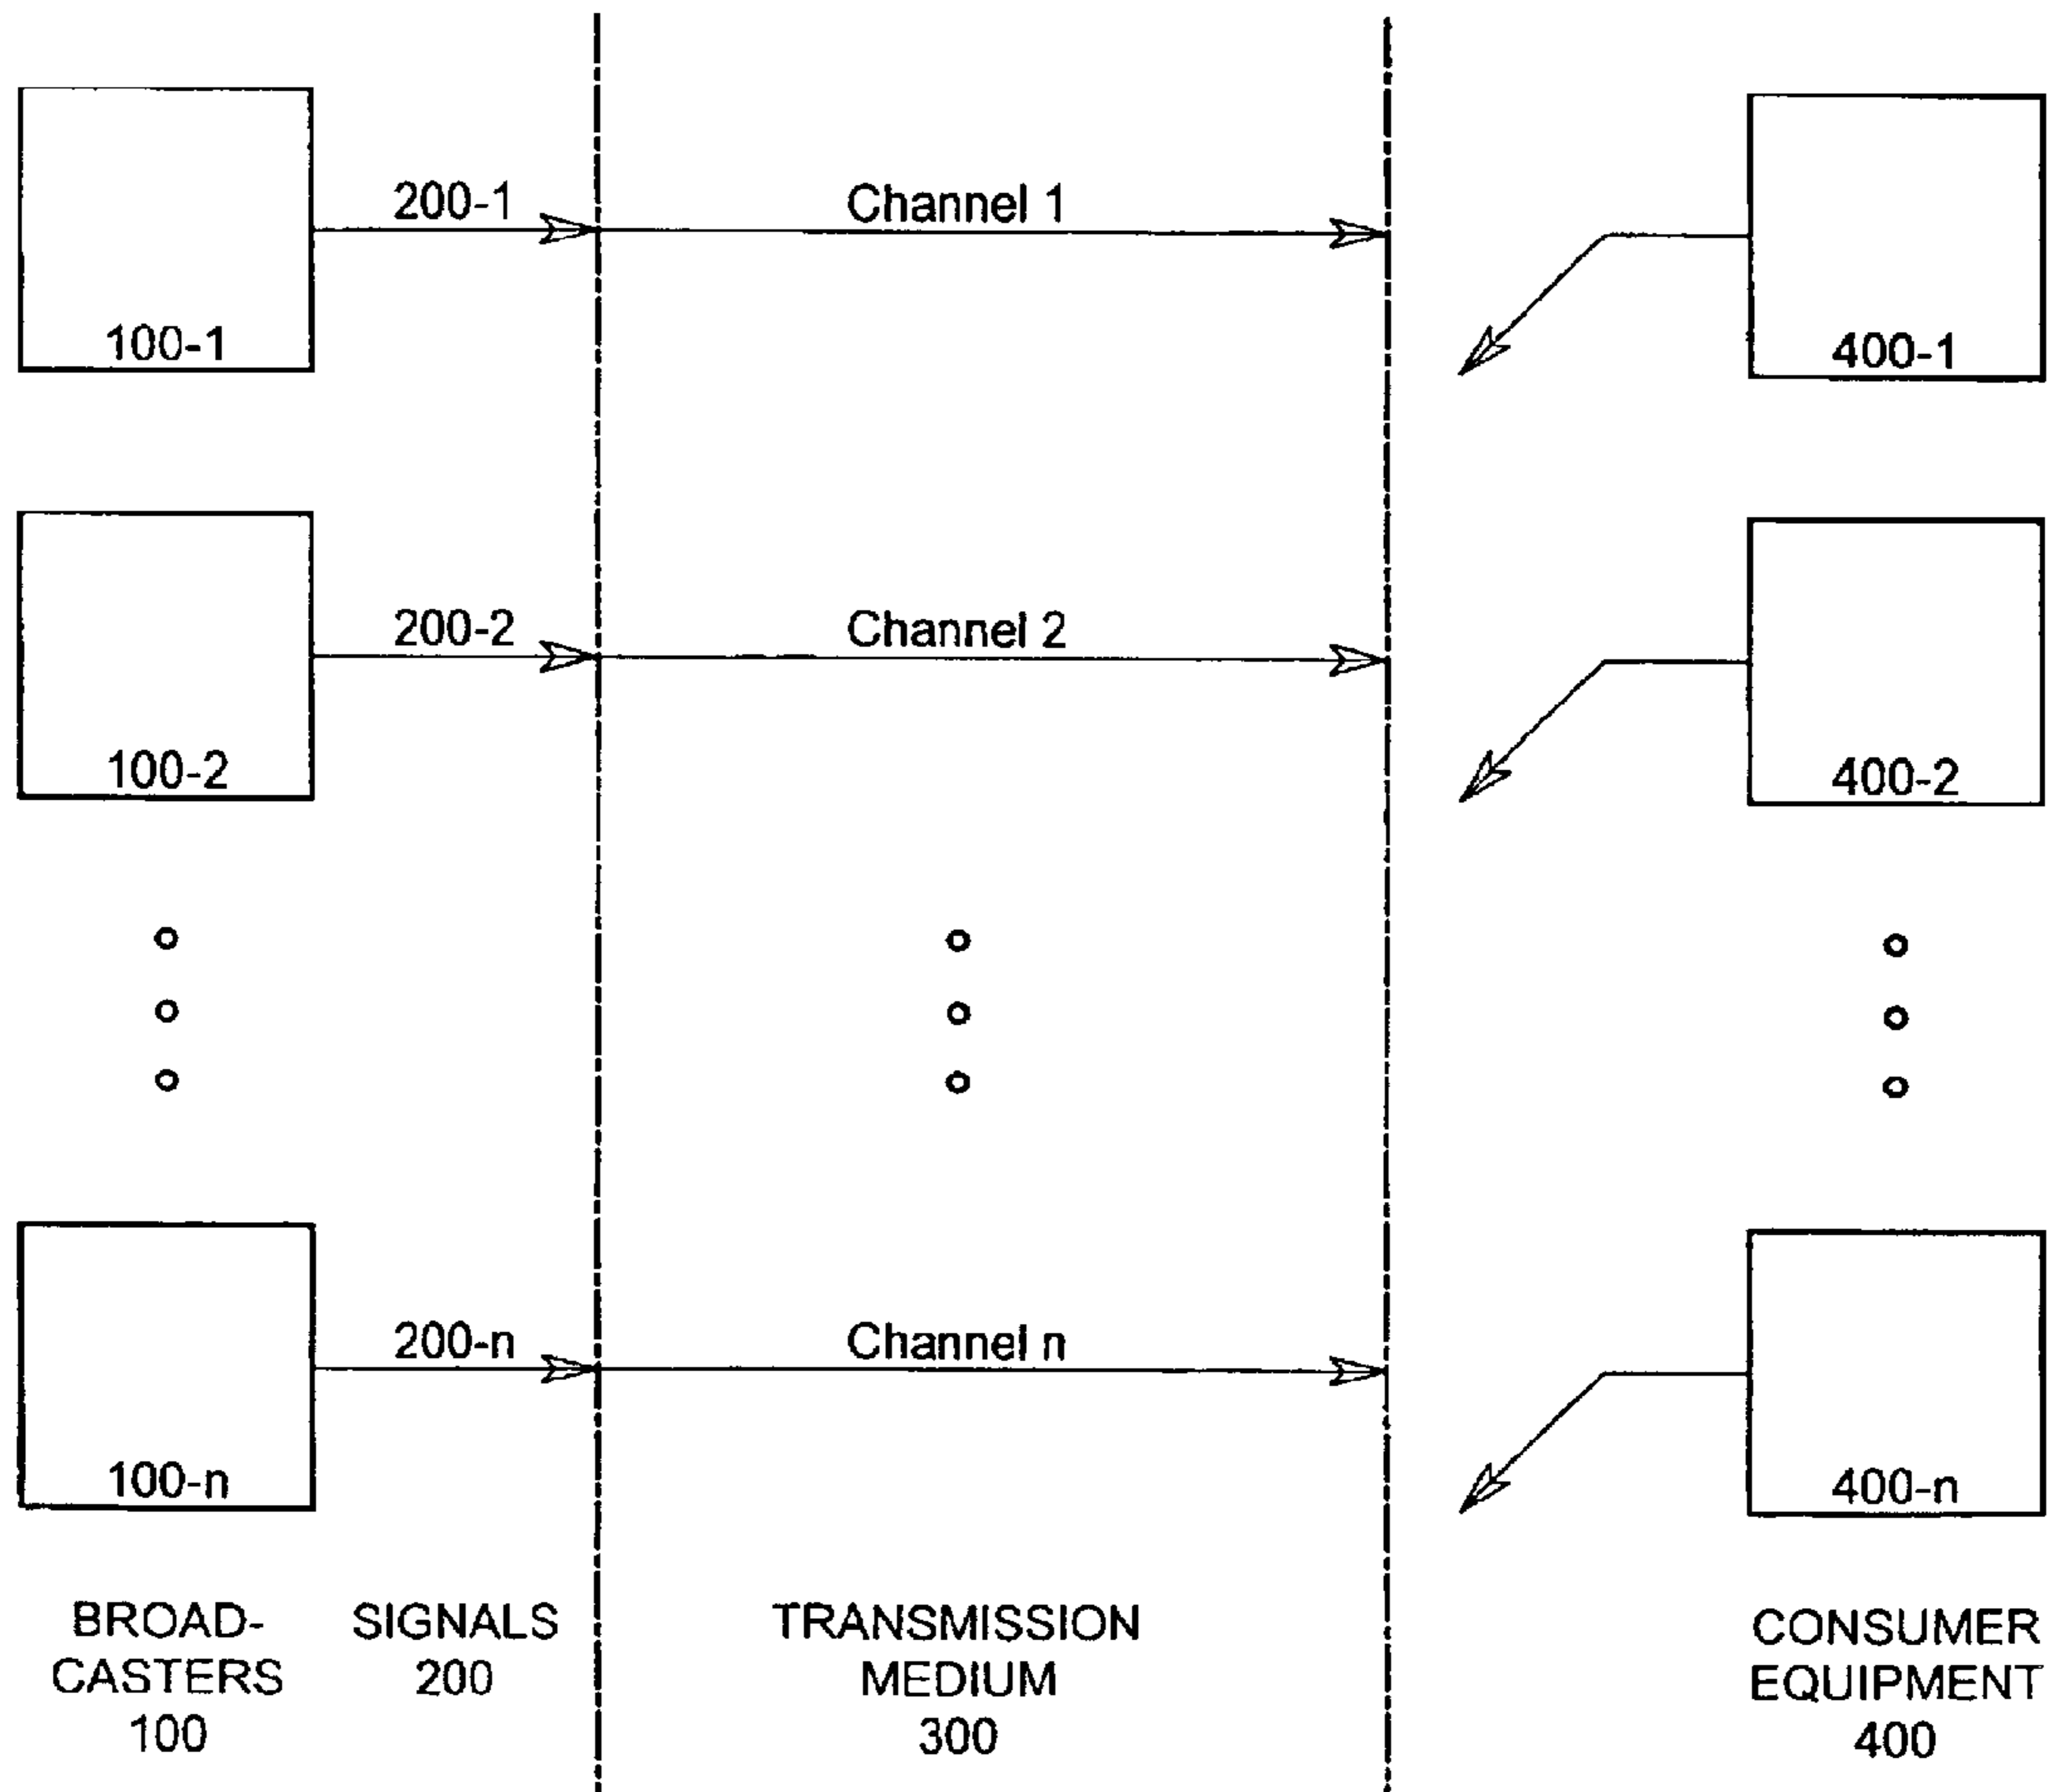 200-1
Channel 1
100-1
400-1
200-2
Channel 2
100-2
400-2
200-n
Channel n
100-n
400-n
BROAD-
CASTERS
100
SIGNALS
200
TRANSMISSION
MEDIUM
300
CONSUMER
EQUIPMENT
400